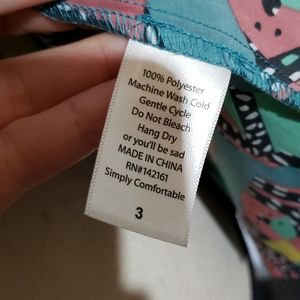 100% Polyester
Machine Wash Cold
Gentle Cycle
Do Not Bleach
Hang Dry
or you'll be sad
MADE IN CHINA
RN#142161
Simply Comfortable
3